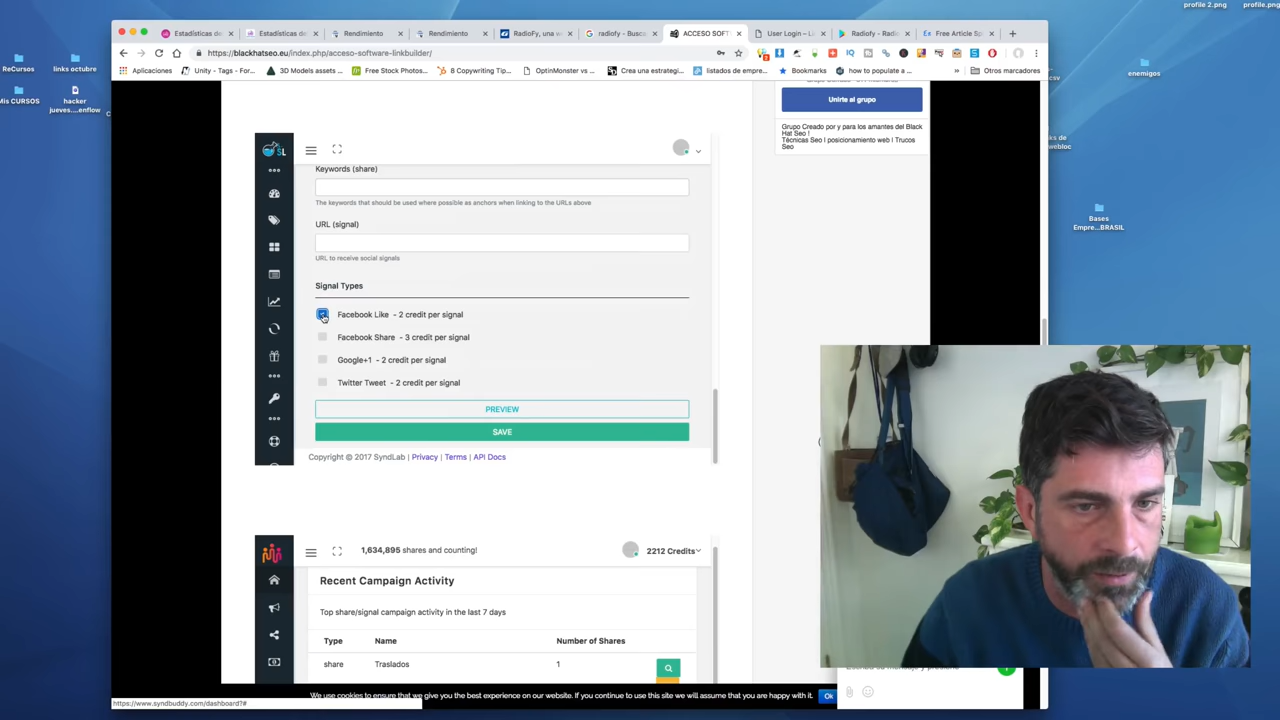 profile 2.png
profile.png
Estadísticas de
Estadísticas de
Rendimiento
Rendimiento
RadioFy, una w
radiofy - Busca
ACCESO SOFT
User Login – Li
Radiofy - Radi
Free Article Sp
https://blackhatseo.eu/index.php/acceso-software-linkbuilder/
Aplicaciones
Unity - Tags - For...
3D Models assets ...
Free Stock Photos...
8 Copywriting Tip...
OptinMonster vs ...
Crea una estrategi...
listados de empre...
Bookmarks
how to populate a ...
Otros marcadores
ReCursos
links octubre
Mis CURSOS
hacker
jueves....enflow
enemigos
Bases
Empre...BRASIL
Unirte al grupo
Grupo Creado por y para los amantes del Black
Hat Seo !
Técnicas Seo | posicionamiento web | Trucos
Seo
SL
Keywords (share)
The keywords that should be used where possible as anchors when linking to the URLs above
URL (signal)
URL to receive social signals
Signal Types
Facebook Like - 2 credit per signal
Facebook Share - 3 credit per signal
Google+1 - 2 credit per signal
Twitter Tweet - 2 credit per signal
PREVIEW
SAVE
Copyright © 2017 SyndLab | Privacy | Terms | API Docs
1,634,895 shares and counting!
2212 Credits
Recent Campaign Activity
Top share/signal campaign activity in the last 7 days
Type
Name
Number of Shares
share
Traslados
1
We use cookies to ensure that we give you the best experience on our website. If you continue to use this site we will assume that you are happy with it.
Ok
https://www.syndbuddy.com/dashboard?#